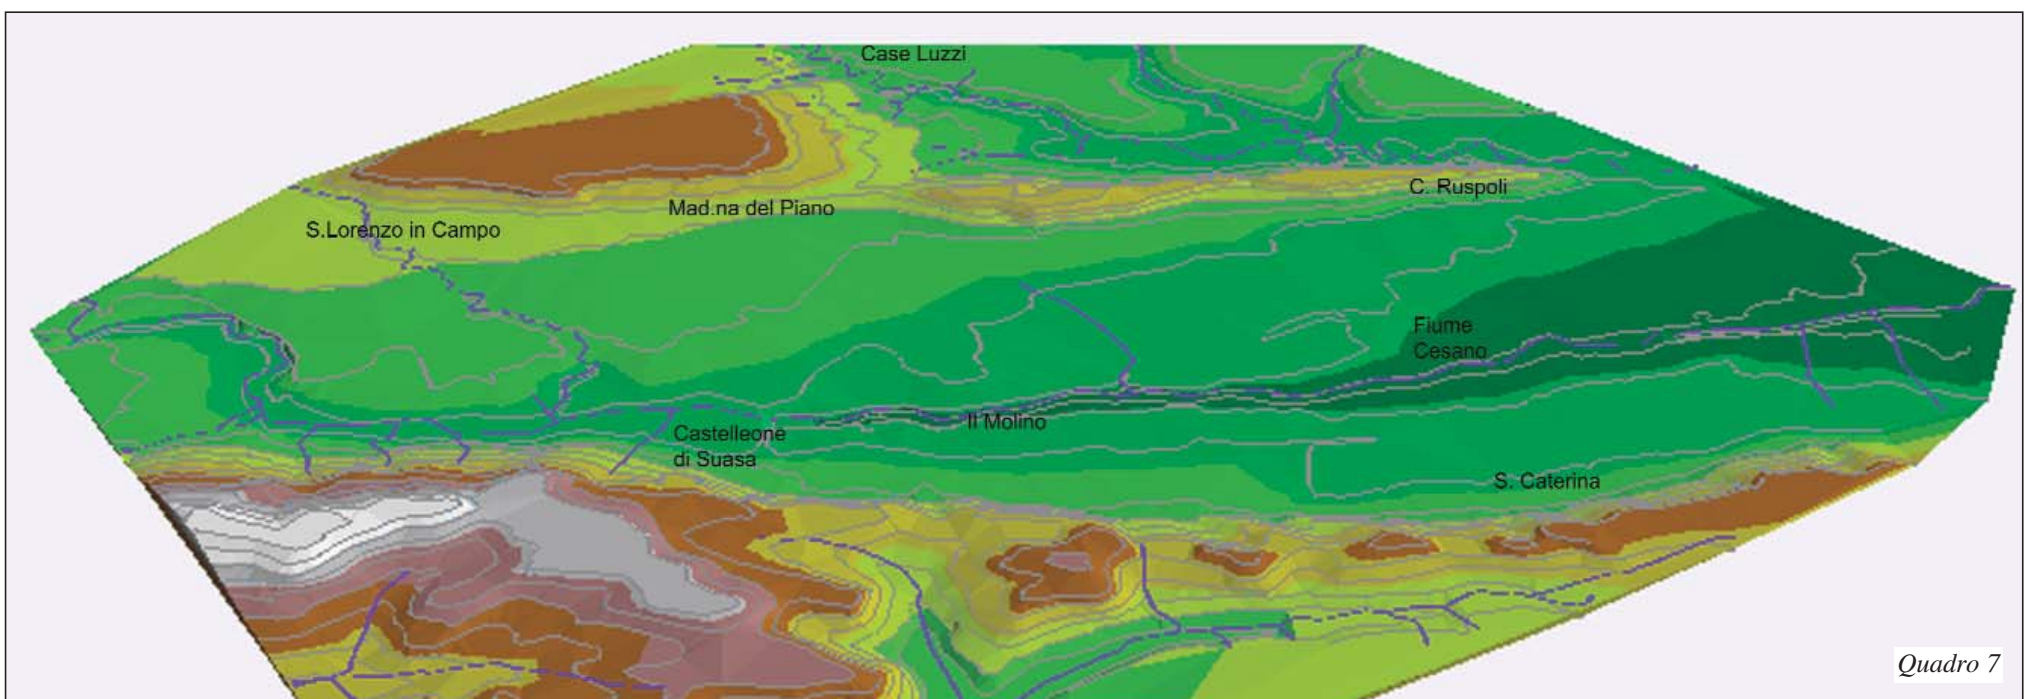 Case Luzzi
C. Ruspoli
Mad.na del Piano
S.Lorenzo in Campo
Fiume
Cesano
Il Molino
Castelleone
di Suasa
S. Caterina
Quadro 7